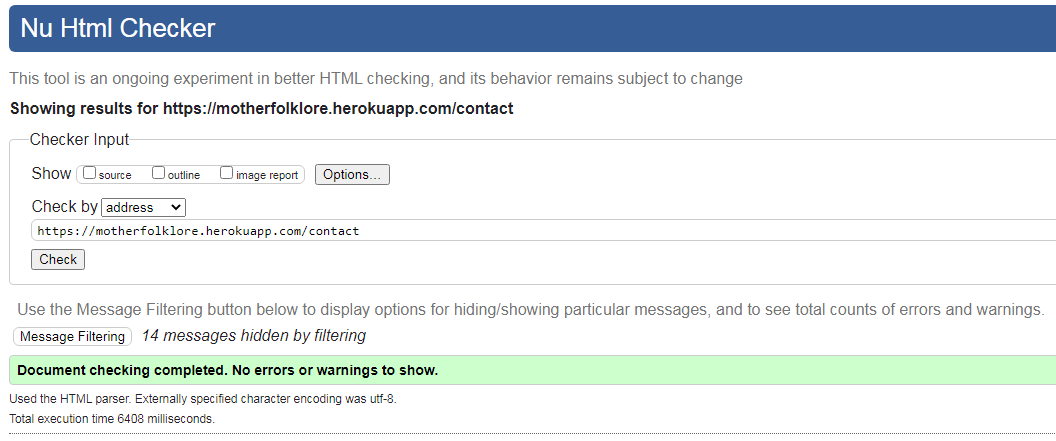 Nu Html Checker
This tool is an ongoing experiment in better HTML checking, and its behavior remains subject to change
Showing results for https://motherfolklore.herokuapp.com/contact
Checker Input
Show source outline image report Options...
Check by address
https://motherfolklore.herokuapp.com/contact
Check
Use the Message Filtering button below to display options for hiding/showing particular messages, and to see total counts of errors and warnings.
Message Filtering 14 messages hidden by filtering
Document checking completed. No errors or warnings to show.
Used the HTML parser. Externally specified character encoding was utf-8.
Total execution time 6408 milliseconds.